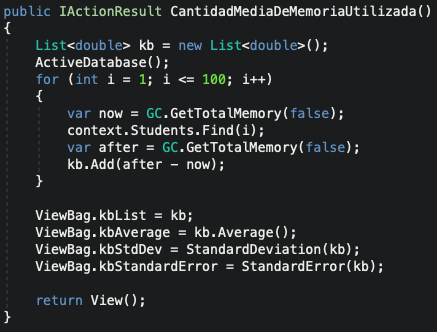 public IActionResult CantidadMediaDeMemoriaUtilizada()
{
    List<double> kb = new List<double>();
    ActiveDatabase();
    for (int i = 1; i <= 100; i++)
    {
        var now = GC.GetTotalMemory(false);
        context.Students.Find(i);
        var after = GC.GetTotalMemory(false);
        kb.Add(after - now);
    }

    ViewBag.kbList = kb;
    ViewBag.kbAverage = kb.Average();
    ViewBag.kbStdDev = StandardDeviation(kb);
    ViewBag.kbStandardError = StandardError(kb);

    return View();
}